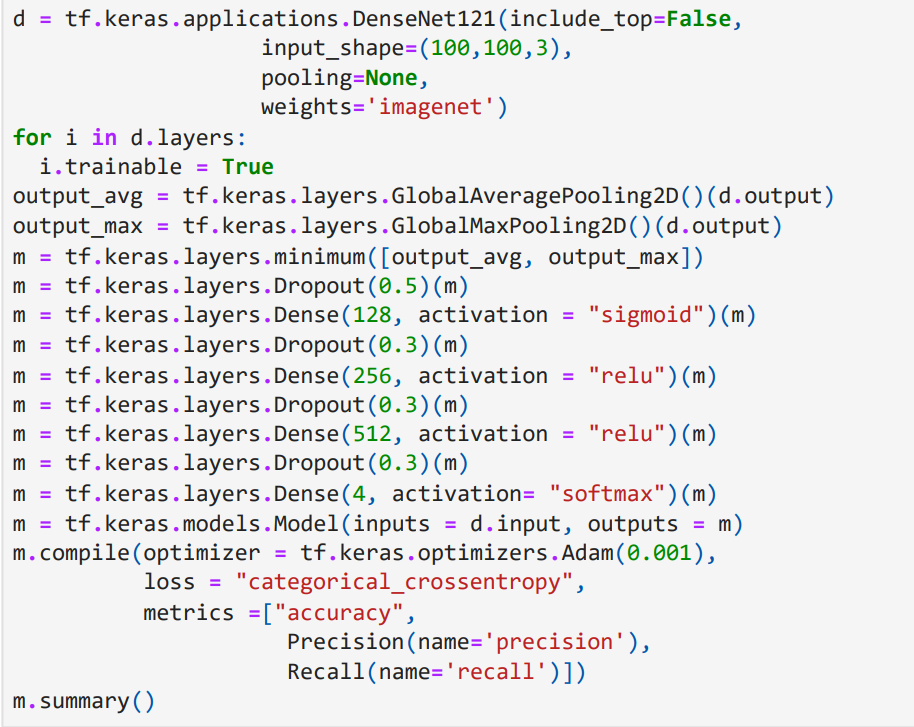 d = tf.keras.applications.DenseNet121(include_top=False,
                   input_shape=(100,100,3),
                   pooling=None,
                   weights='imagenet')
for i in d.layers:
  i.trainable = True
output_avg = tf.keras.layers.GlobalAveragePooling2D()(d.output)
output_max = tf.keras.layers.GlobalMaxPooling2D()(d.output)
m = tf.keras.layers.minimum([output_avg, output_max])
m = tf.keras.layers.Dropout(0.5)(m)
m = tf.keras.layers.Dense(128, activation = "sigmoid")(m)
m = tf.keras.layers.Dropout(0.3)(m)
m = tf.keras.layers.Dense(256, activation = "relu")(m)
m = tf.keras.layers.Dropout(0.3)(m)
m = tf.keras.layers.Dense(512, activation = "relu")(m)
m = tf.keras.layers.Dropout(0.3)(m)
m = tf.keras.layers.Dense(4, activation= "softmax")(m)
m = tf.keras.models.Model(inputs = d.input, outputs = m)
m.compile(optimizer = tf.keras.optimizers.Adam(0.001),
          loss = "categorical_crossentropy",
          metrics =["accuracy",
                     Precision(name='precision'),
                     Recall(name='recall')])
m.summary()